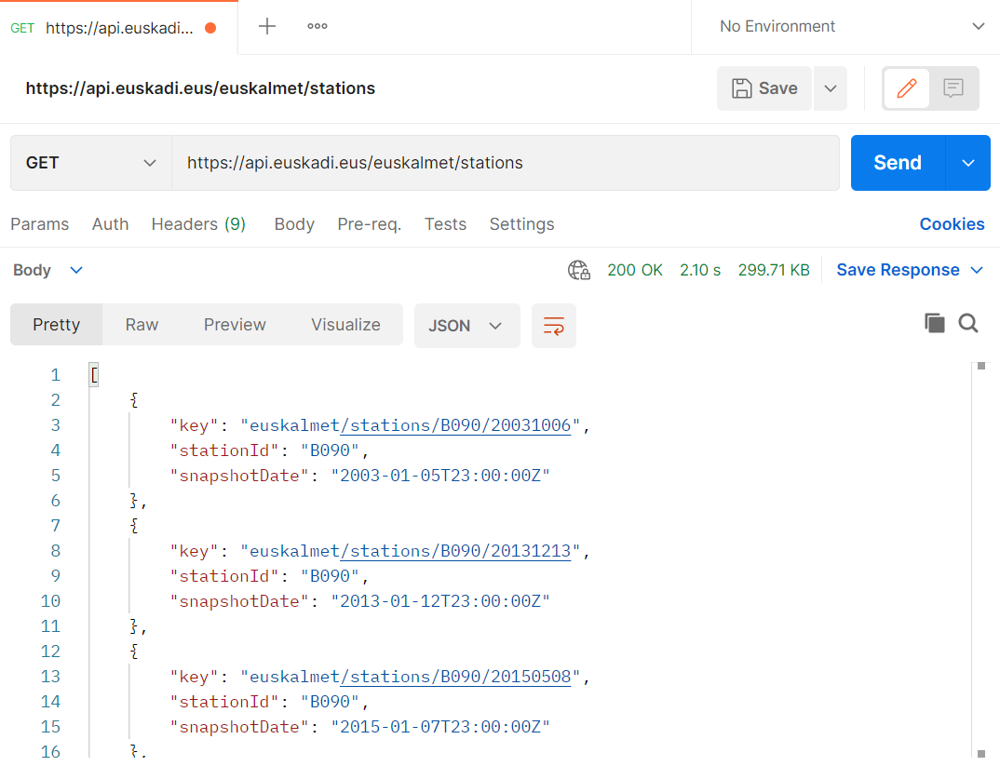 GET https://api.euskadi... No Environment
https://api.euskadi.eus/euskalmet/stations Save
GET https://api.euskadi.eus/euskalmet/stations Send
Params Auth Headers (9) Body Pre-req. Tests Settings Cookies
Body 200 OK 2.10 s 299.71 KB Save Response
Pretty Raw Preview Visualize JSON
1 [
2 {
3 "key": "euskalmet/stations/B090/20031006",
4 "stationId": "B090",
5 "snapshotDate": "2003-01-05T23:00:00Z"
6 },
7 {
8 "key": "euskalmet/stations/B090/20131213",
9 "stationId": "B090",
10 "snapshotDate": "2013-01-12T23:00:00Z"
11 },
12 {
13 "key": "euskalmet/stations/B090/20150508",
14 "stationId": "B090",
15 "snapshotDate": "2015-01-07T23:00:00Z"
16 },